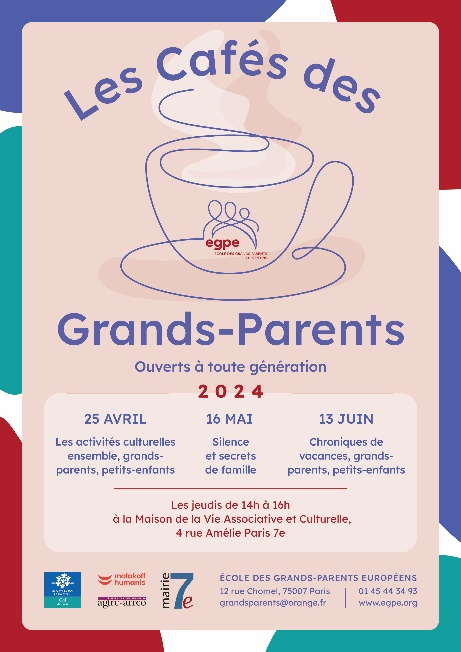 Les Cafés des
egpe
ÉCOLE DES GRANDS-PARENTS
Grands-Parents
Ouverts à toute génération
2024
25 AVRIL
Les activités culturelles
ensemble, grands-
parents, petits-enfants
16 MAI
Silence
et secrets
de famille
13 JUIN
Chroniques de
vacances, grands-
parents, petits-enfants
Les jeudis de 14h à 16h
à la Maison de la Vie Associative et Culturelle,
4 rue Amélie Paris 7e
malakoff
humanis
agirc-arrco
mairie 7e
ÉCOLE DES GRANDS-PARENTS EUROPÉENS
12 rue Chomel, 75007 Paris
grandsparents@orange.fr
01 45 44 34 93
www.egpe.org